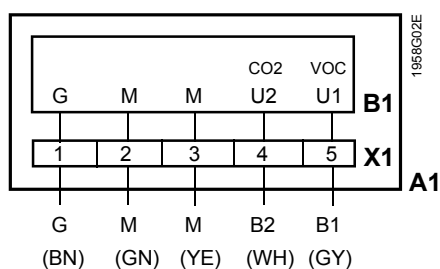 1958G02E
CO2 VOC
G M M U2 U1
B1
1 2 3 4 5
X1
A1
G M M B2 B1
(BN) (GN) (YE) (WH) (GY)